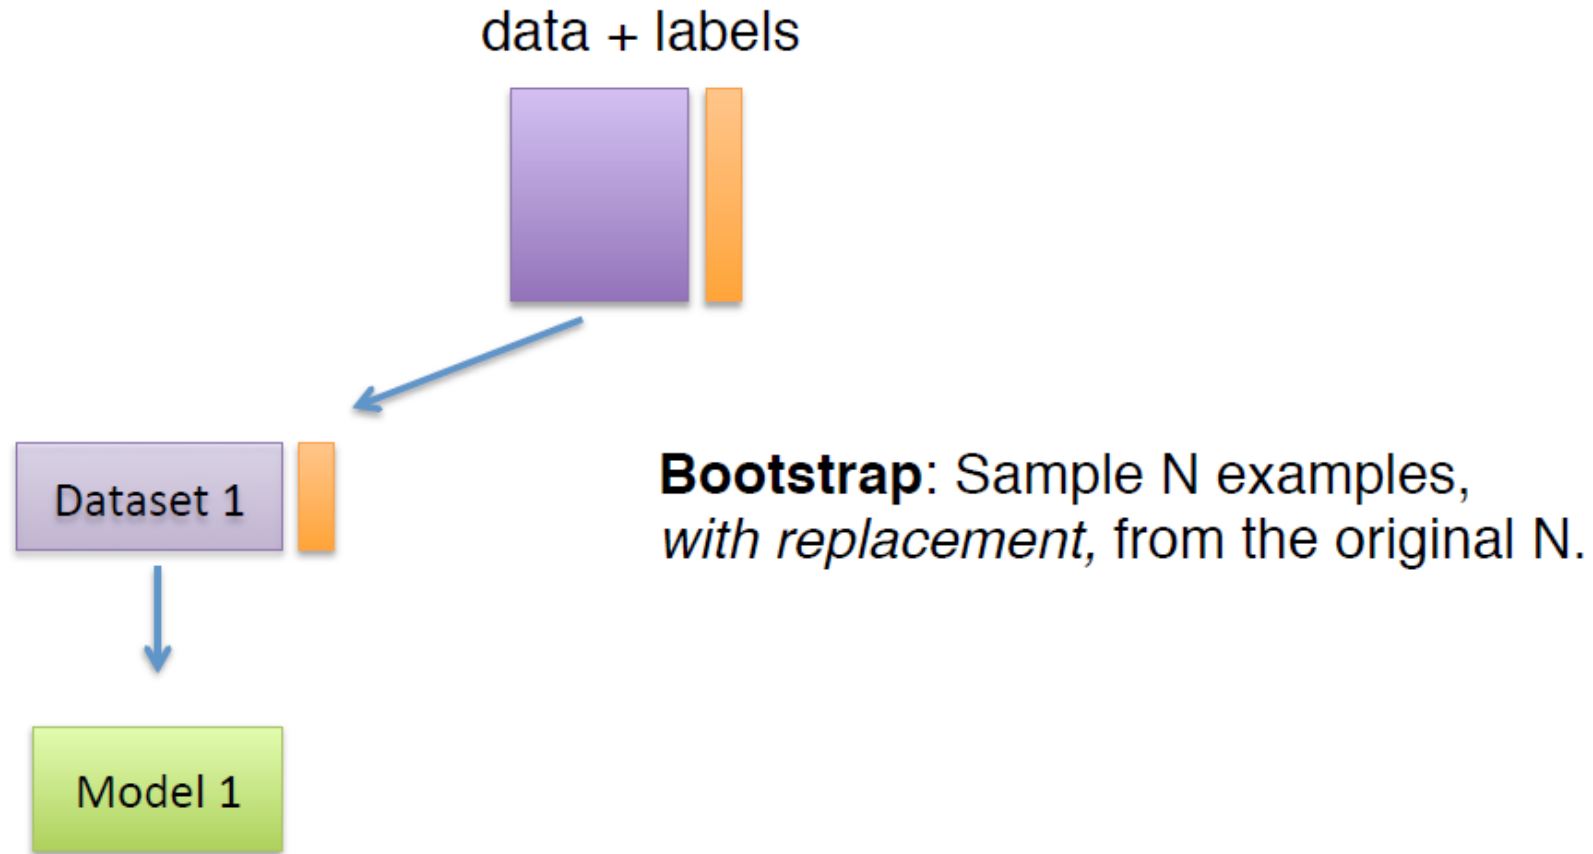 data + labels
Dataset 1
Bootstrap: Sample N examples,
with replacement, from the original N.
Model 1